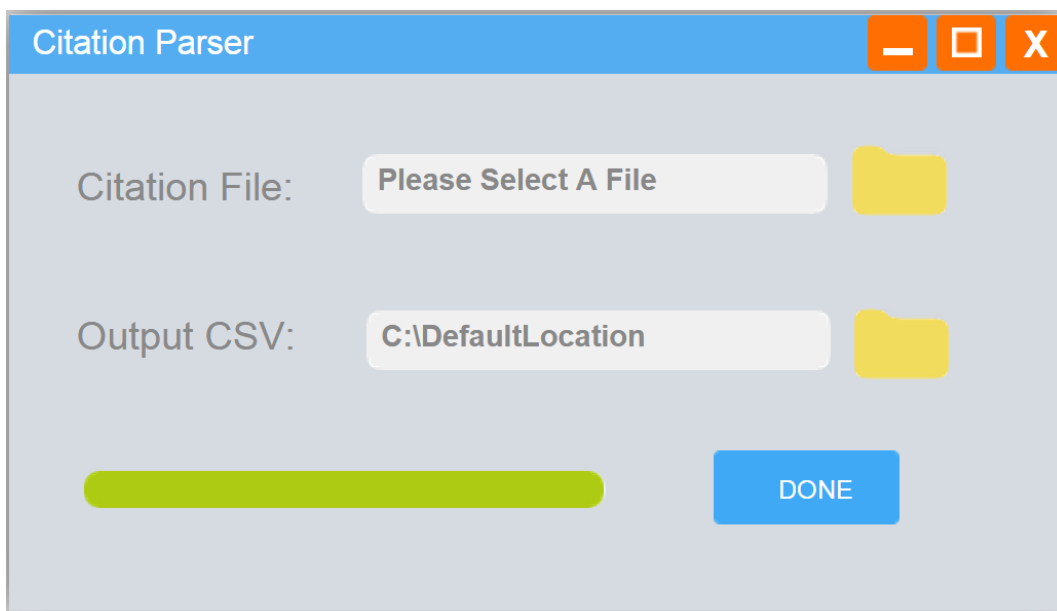 Citation Parser
X
Citation File:
Please Select A File
Output CSV:
C:\DefaultLocation
DONE